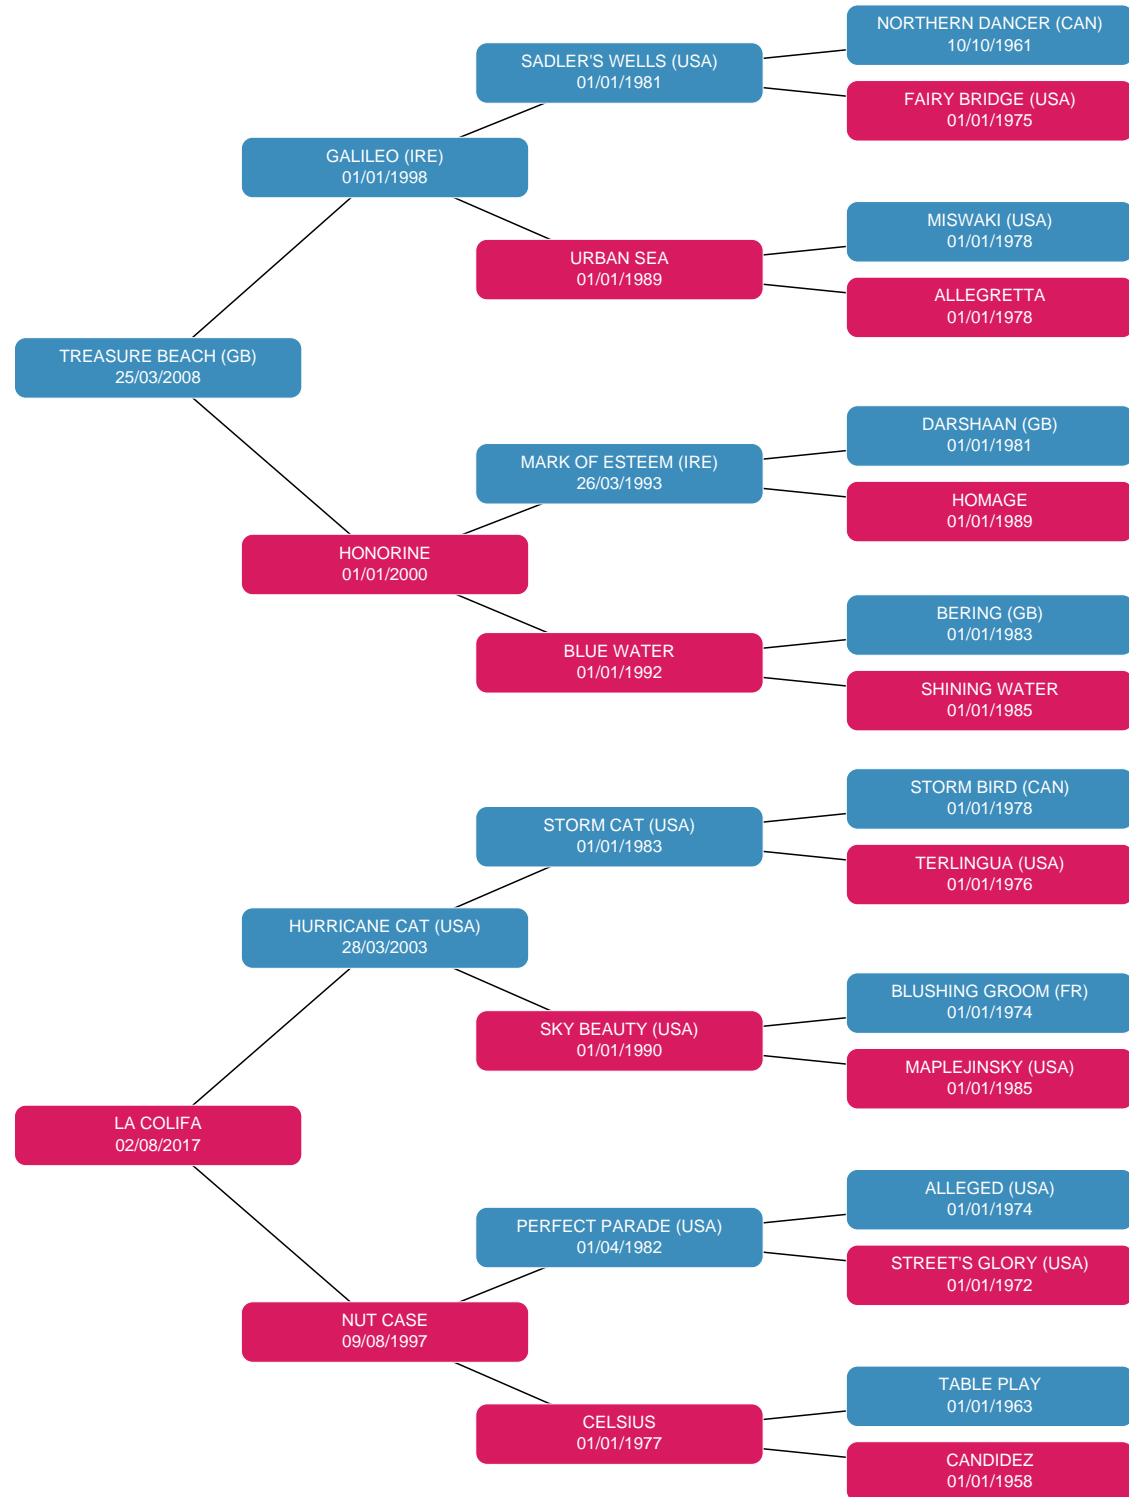 NORTHERN DANCER (CAN)
10/10/1961
SADLER'S WELLS (USA)
01/01/1981
FAIRY BRIDGE (USA)
01/01/1975
GALILEO (IRE)
01/01/1998
MISWAKI (USA)
01/01/1978
URBAN SEA
01/01/1989
ALLEGRETTA
01/01/1978
TREASURE BEACH (GB)
25/03/2008
DARSHAAN (GB)
01/01/1981
MARK OF ESTEEM (IRE)
26/03/1993
HOMAGE
01/01/1989
HONORINE
01/01/2000
BERING (GB)
01/01/1983
BLUE WATER
01/01/1992
SHINING WATER
01/01/1985
STORM BIRD (CAN)
01/01/1978
STORM CAT (USA)
01/01/1983
TERLINGUA (USA)
01/01/1976
HURRICANE CAT (USA)
28/03/2003
BLUSHING GROOM (FR)
01/01/1974
SKY BEAUTY (USA)
01/01/1990
MAPLEJINSKY (USA)
01/01/1985
LA COLIFA
02/08/2017
ALLEGED (USA)
01/01/1974
PERFECT PARADE (USA)
01/04/1982
STREET'S GLORY (USA)
01/01/1972
NUT CASE
09/08/1997
TABLE PLAY
01/01/1963
CELSIUS
01/01/1977
CANDIDEZ
01/01/1958